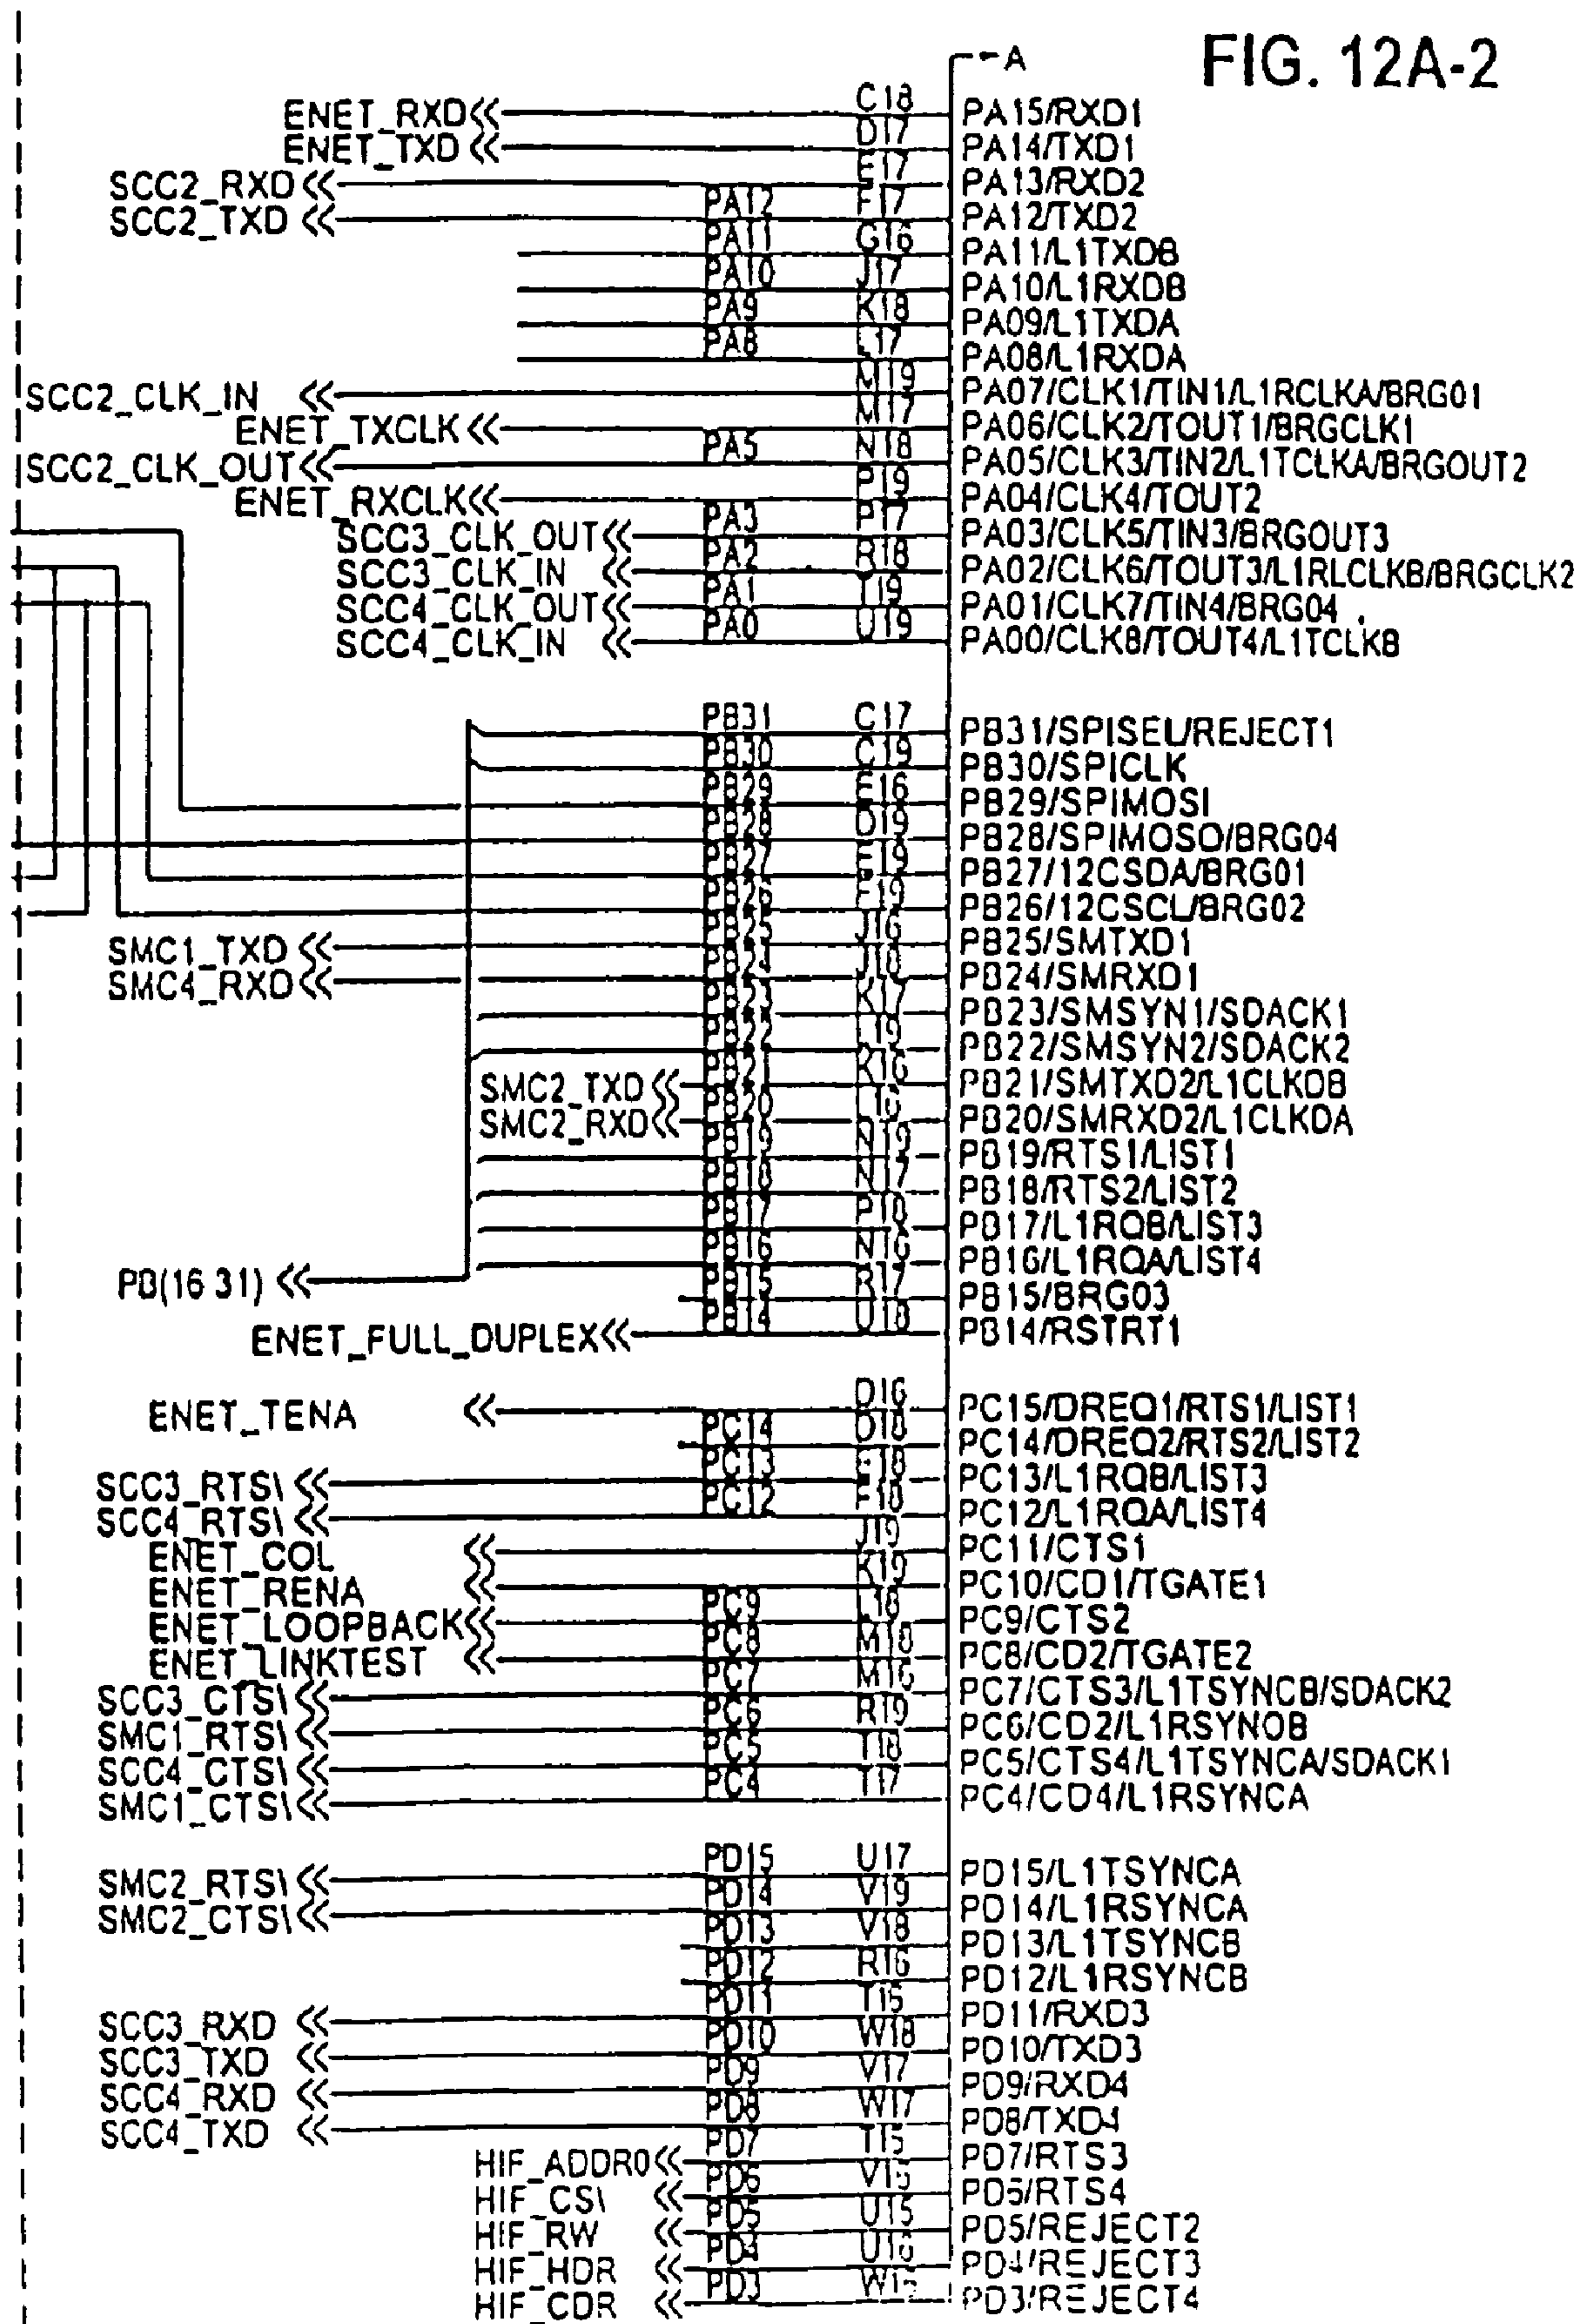 FIG. 12A-2
A
ENET_RXD C18 PA15/RXD1
ENET_TXD D17 PA14/TXD1
SCC2_RXD E17 PA13/RXD2
SCC2_TXD PA12 F17 PA12/TXD2
PA11 G16 PA11/L1TXDB
PA10 J17 PA10/L1RXDB
PA9 K18 PA09/L1TXDA
PA8 L17 PA08/L1RXDA
SCC2_CLK_IN M19 PA07/CLK1/TIN1/L1RCLKA/BRG01
ENET_TXCLK M17 PA06/CLK2/TOUT1/BRGCLK1
SCC2_CLK_OUT PA5 N18 PA05/CLK3/TIN2/L1TCLKA/BRGOUT2
ENET_RXCLK P19 PA04/CLK4/TOUT2
SCC3_CLK_OUT PA3 P17 PA03/CLK5/TIN3/BRGOUT3
SCC3_CLK_IN PA2 R18 PA02/CLK6/TOUT3/L1RLCLKB/BRGCLK2
SCC4_CLK_OUT PA1 T19 PA01/CLK7/TIN4/BRG04
SCC4_CLK_IN PA0 U19 PA00/CLK8/TOUT4/L1TCLKB
PB31 C17 PB31/SPISEL/REJECT1
PB30 C19 PB30/SPICLK
PB29 E16 PB29/SPIMOSI
PB28 D19 PB28/SPIMOSO/BRG04
PB27 E19 PB27/12CSDA/BRG01
PB26 F19 PB26/12CSCL/BRG02
SMC1_TXD PB25 J16 PB25/SMTXD1
SMC4_RXD PB24 J18 PB24/SMRXD1
PB23 K17 PB23/SMSYN1/SDACK1
PB22 L19 PB22/SMSYN2/SDACK2
SMC2_TXD PB21 K16 PB21/SMTXD2/L1CLKOB
SMC2_RXD PB20 L16 PB20/SMRXD2/L1CLKOA
PB19 N19 PB19/RTS1/LIST1
PB18 N17 PB18/RTS2/LIST2
PB17 P18 PB17/L1RQB/LIST3
PB16 N16 PB16/L1RQA/LIST4
PB(16 31)
PB15 R17 PB15/BRG03
ENET_FULL_DUPLEX PB14 U18 PB14/RSTRT1
ENET_TENA D16 PC15/DREQ1/RTS1/LIST1
PC14 D18 PC14/DREQ2/RTS2/LIST2
SCC3_RTS\ PC13 E18 PC13/L1RQB/LIST3
SCC4_RTS\ PC12 F18 PC12/L1RQA/LIST4
ENET_COL J19 PC11/CTS1
ENET_RENA K19 PC10/CD1/TGATE1
ENET_LOOPBACK PC9 L18 PC9/CTS2
ENET_LINKTEST PC8 M18 PC8/CD2/TGATE2
SCC3_CTS\ PC7 M16 PC7/CTS3/L1TSYNCB/SDACK2
SMC1_RTS\ PC6 R19 PC6/CD2/L1RSYNOB
SCC4_CTS\ PC5 T18 PC5/CTS4/L1TSYNCA/SDACK1
SMC1_CTS\ PC4 T17 PC4/CD4/L1RSYNCA
SMC2_RTS\ PD15 U17 PD15/L1TSYNCA
SMC2_CTS\ PD14 V19 PD14/L1RSYNCA
PD13 V18 PD13/L1TSYNCB
PD12 R16 PD12/L1RSYNCB
SCC3_RXD PD11 PD11/RXD3
SCC3_TXD PD10 W18 PD10/TXD3
SCC4_RXD PD9 V17 PD9/RXD4
SCC4_TXD PD8 W17 PD8/TXD4
HIF_ADDR0 PD7 T15 PD7/RTS3
HIF_CS\ PD6 PD6/RTS4
HIF_RW PD5 U15 PD5/REJECT2
HIF_HDR PD4 U16 PD4/REJECT3
HIF_CDR PD3 PD3/REJECT4